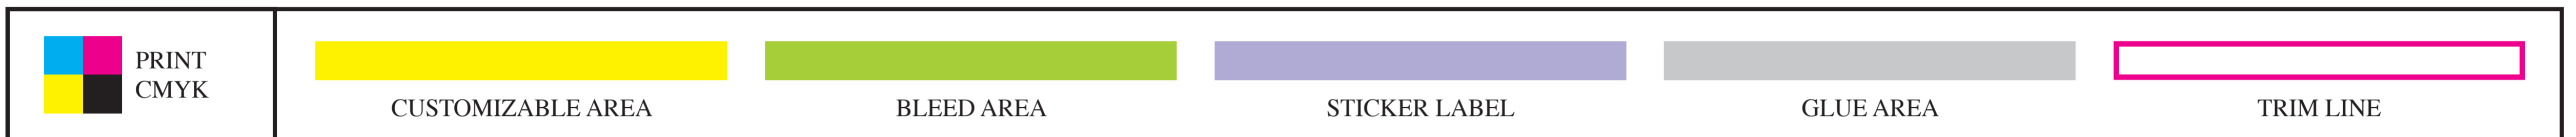 PRINT
CMYK
CUSTOMIZABLE AREA
BLEED AREA
STICKER LABEL
GLUE AREA
TRIM LINE